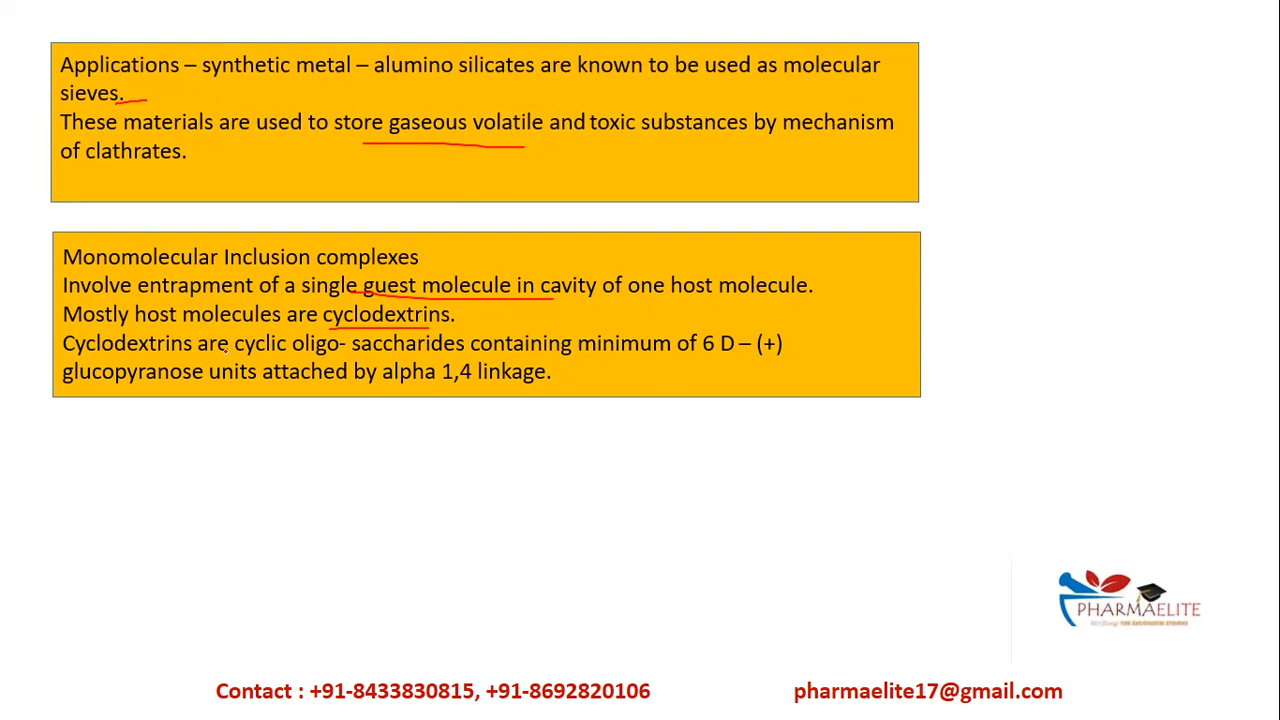 Applications – synthetic metal – alumino silicates are known to be used as molecular
sieves.
These materials are used to store gaseous volatile and toxic substances by mechanism
of clathrates.
Monomolecular Inclusion complexes
Involve entrapment of a single guest molecule in cavity of one host molecule.
Mostly host molecules are cyclodextrins.
Cyclodextrins are cyclic oligo- saccharides containing minimum of 6 D – (+)
glucopyranose units attached by alpha 1,4 linkage.
PHARMAELITE
Contact : +91-8433830815, +91-8692820106 pharmaelite17@gmail.com